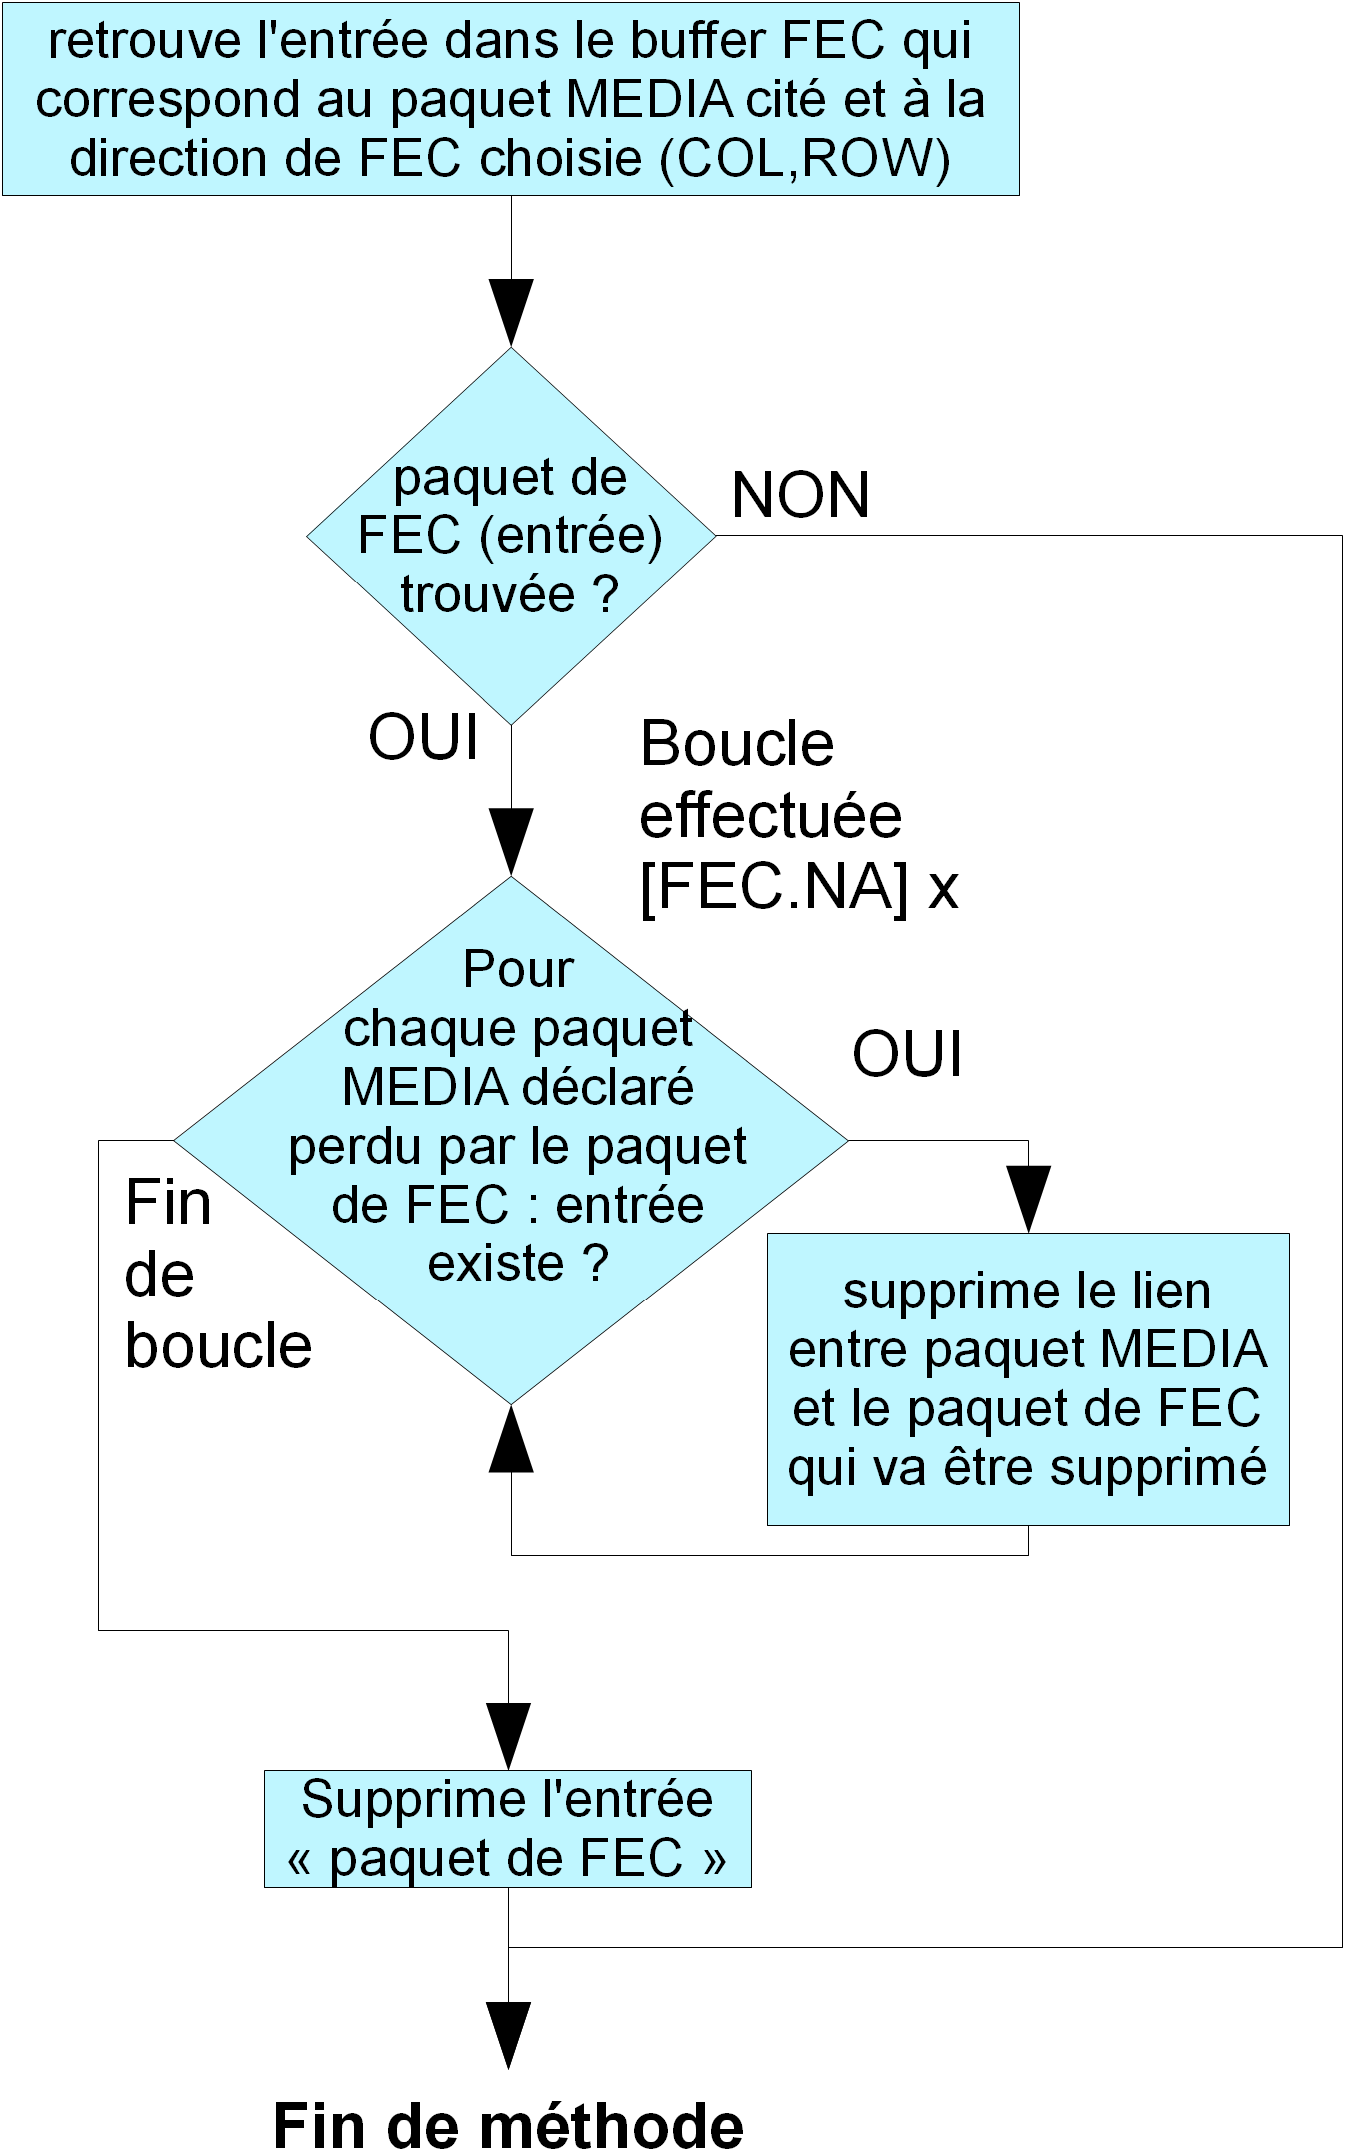 retrouve l'entrée dans le buffer FEC qui
correspond au paquet MEDIA cité et à la
direction de FEC choisie (COL,ROW)
paquet de
FEC (entrée)
trouvée ?
NON
OUI
Boucle
effectuée
[FEC.NA] x
Pour
chaque paquet
MEDIA déclaré
perdu par le paquet
de FEC : entrée
existe ?
OUI
Fin
de
boucle
supprime le lien
entre paquet MEDIA
et le paquet de FEC
qui va être supprimé
Supprime l'entrée
« paquet de FEC »
Fin de méthode